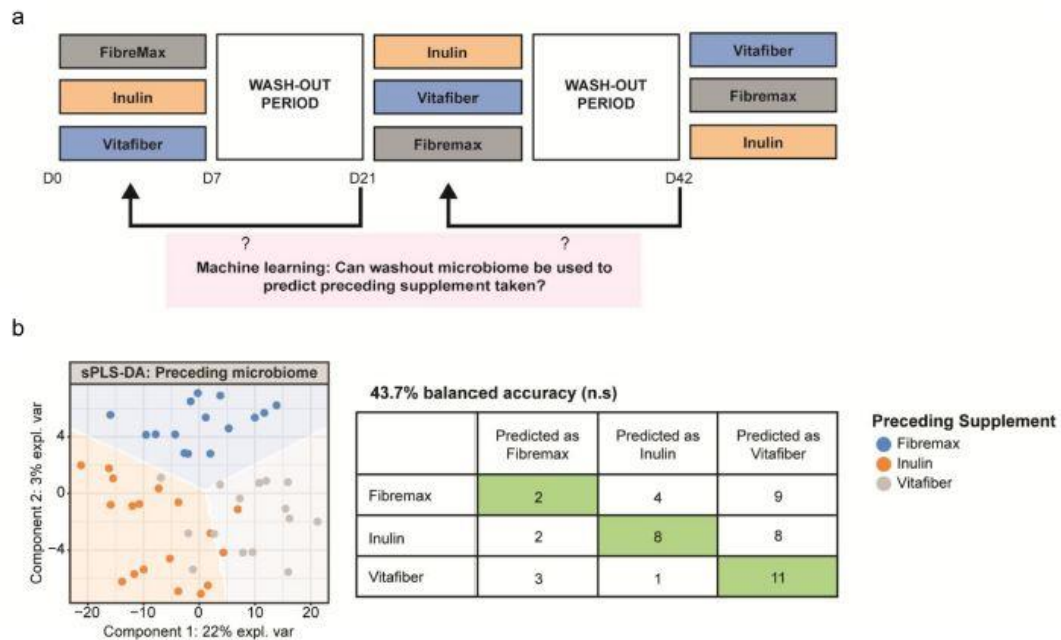 a
FibreMax
Inulin
Vitafiber
WASH-OUT
PERIOD
Inulin
Vitafiber
Fibremax
WASH-OUT
PERIOD
Vitafiber
Fibremax
Inulin
D0
D7
D21
D42
?
?
Machine learning: Can washout microbiome be used to
predict preceding supplement taken?
b
sPLS-DA: Preceding microbiome
Component 2: 3% expl. var
4
0
−4
−20
−10
0
10
20
Component 1: 22% expl. var
43.7% balanced accuracy (n.s)
Predicted as
Fibremax
Predicted as
Inulin
Predicted as
Vitafiber
Fibremax
2
4
9
Inulin
2
8
8
Vitafiber
3
1
11
Preceding Supplement
Fibremax
Inulin
Vitafiber